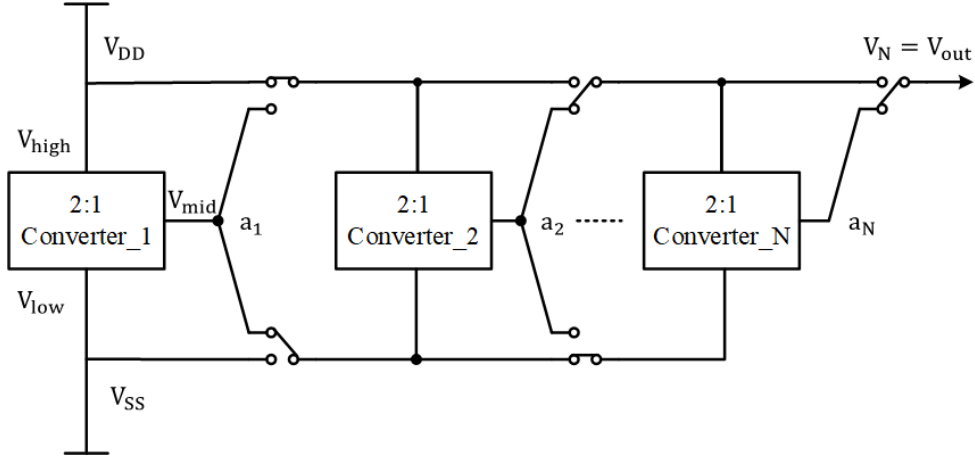 V_DD
V_N = V_out
V_high
2:1
Converter_1
V_mid
a_1
2:1
Converter_2
a_2
2:1
Converter_N
a_N
V_low
V_SS